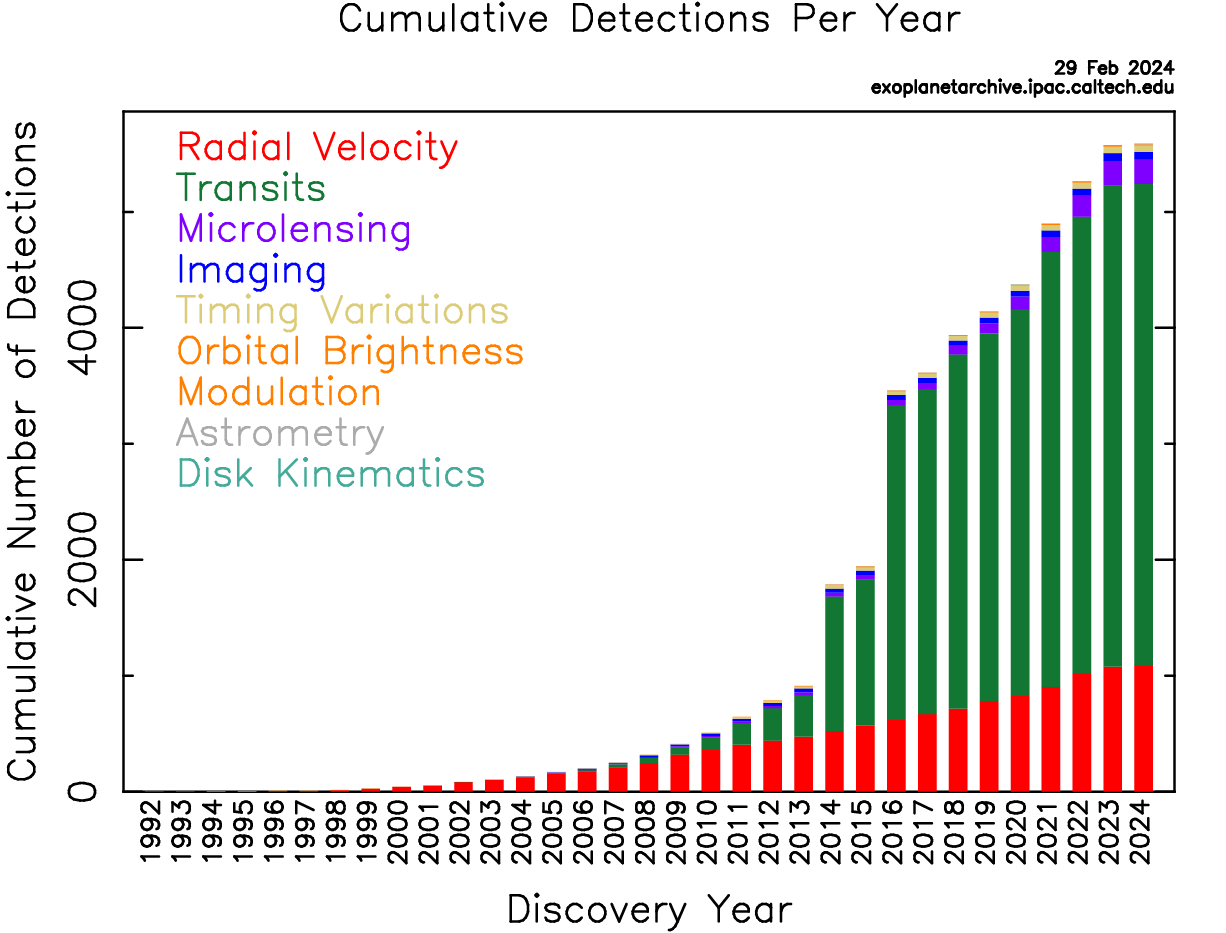 Cumulative Detections Per Year
29 Feb 2024
exoplanetarchive.ipac.caltech.edu
Cumulative Number of Detections
Radial Velocity
Transits
Microlensing
Imaging
Timing Variations
Orbital Brightness
Modulation
Astrometry
Disk Kinematics
4000
2000
0
1992 1993 1994 1995 1996 1997 1998 1999 2000 2001 2002 2003 2004 2005 2006 2007 2008 2009 2010 2011 2012 2013 2014 2015 2016 2017 2018 2019 2020 2021 2022 2023 2024
Discovery Year